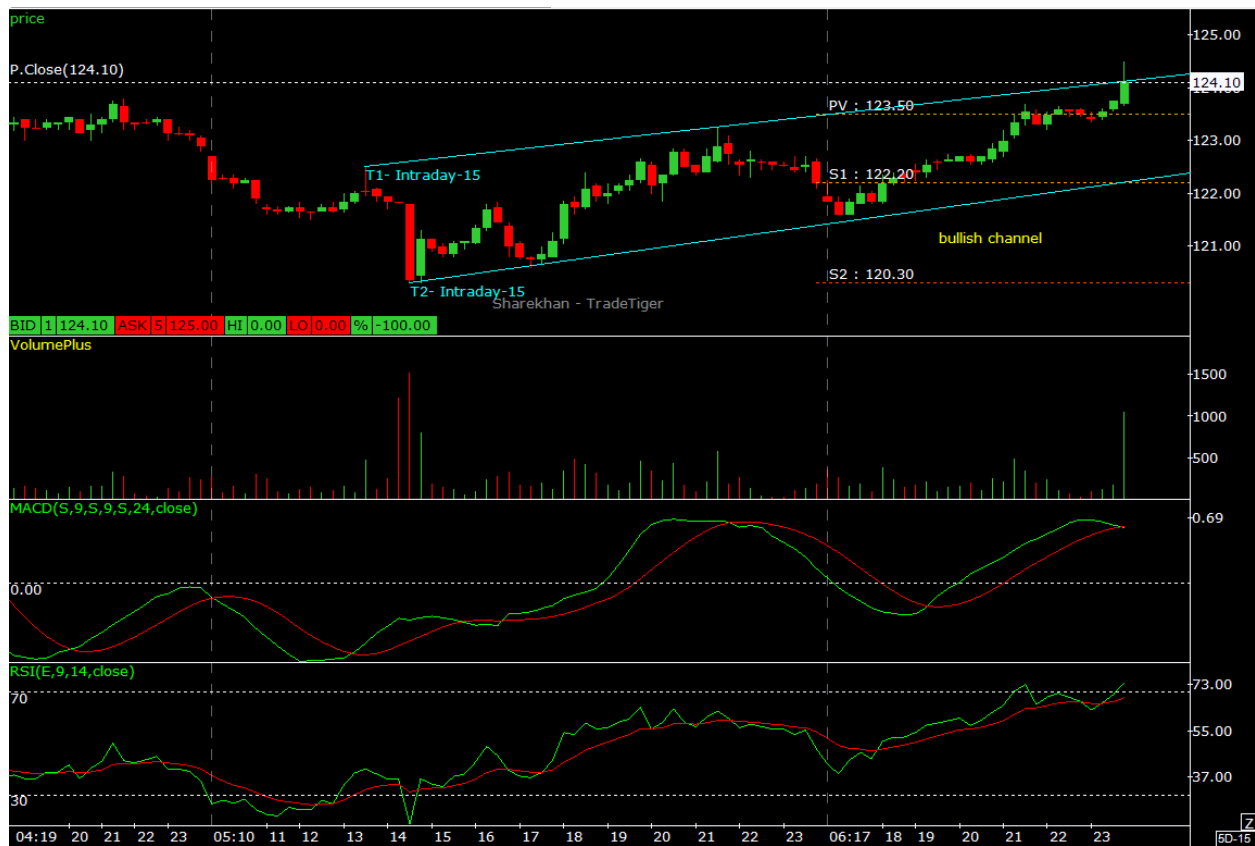 price
125.00
P.Close(124.10)
124.10
124.00
PV : 123.50
123.00
T1- Intraday-15
S1 : 122.20
122.00
bullish channel
121.00
S2 : 120.30
T2- Intraday-15
Sharekhan - TradeTiger
BID 1 124.10 ASK 5 125.00 HI 0.00 LO 0.00 % -100.00
VolumePlus
1500
1000
500
MACD(S,9,S,9,S,24,close)
0.69
0.00
RSI(E,9,14,close)
73.00
70
55.00
37.00
30
04:19 20 21 22 23 05:10 11 12 13 14 15 16 17 18 19 20 21 22 23 06:17 18 19 20 21 22 23
Z
5D-15